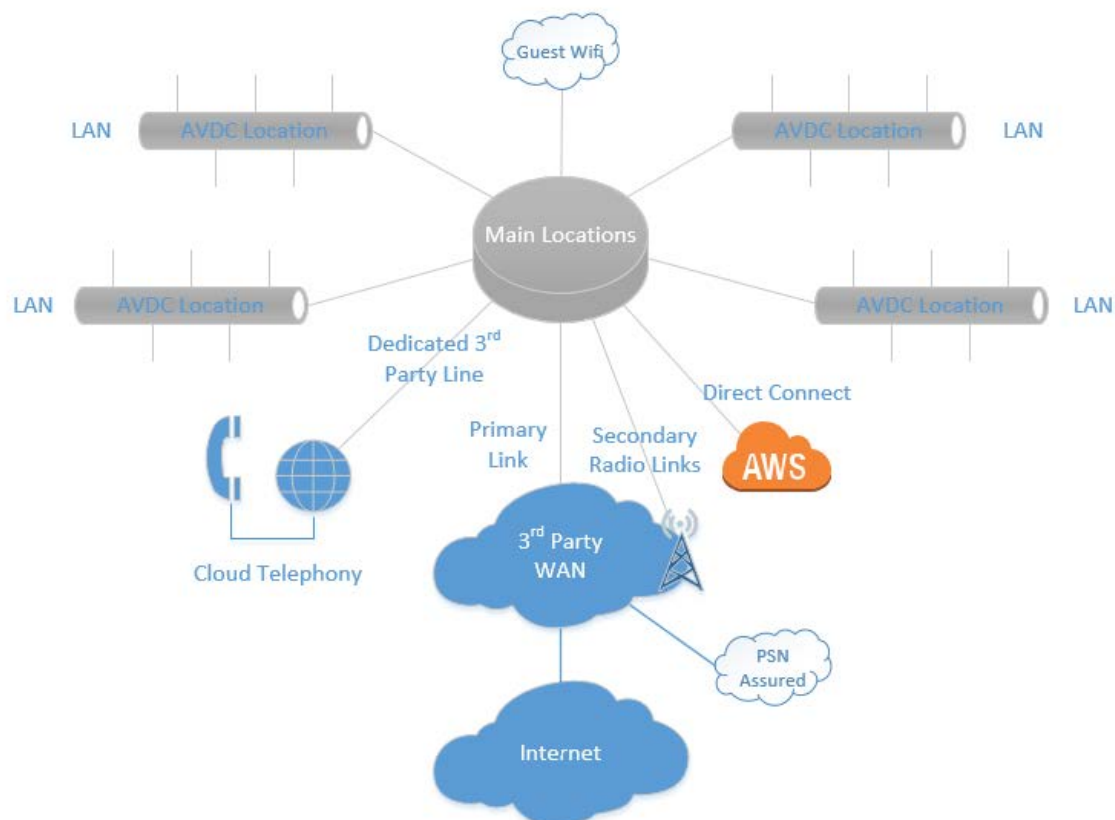 Guest Wifi
LAN
AVDC Location
AVDC Location
LAN
Main Locations
LAN
AVDC Location
AVDC Location
LAN
Dedicated 3rd
Party Line
Direct Connect
Primary
Link
Secondary
Radio Links
AWS
3rd Party
WAN
Cloud Telephony
PSN
Assured
Internet